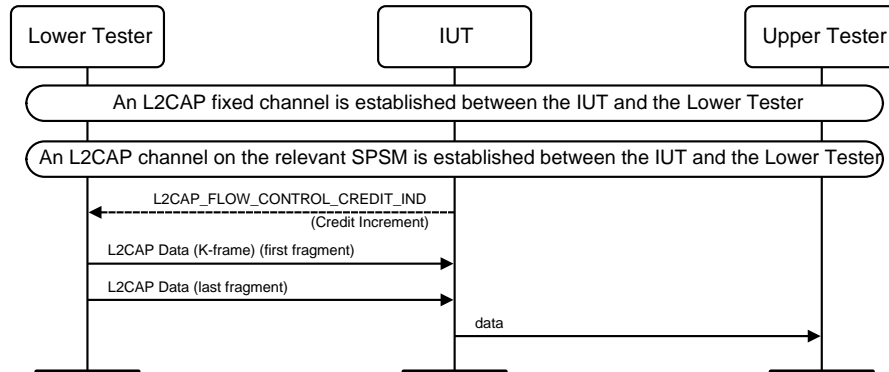 Lower Tester
IUT
Upper Tester
An L2CAP fixed channel is established between the IUT and the Lower Tester
An L2CAP channel on the relevant SPSM is established between the IUT and the Lower Tester
L2CAP_FLOW_CONTROL_CREDIT_IND
(Credit Increment)
L2CAP Data (K-frame) (first fragment)
L2CAP Data (last fragment)
data